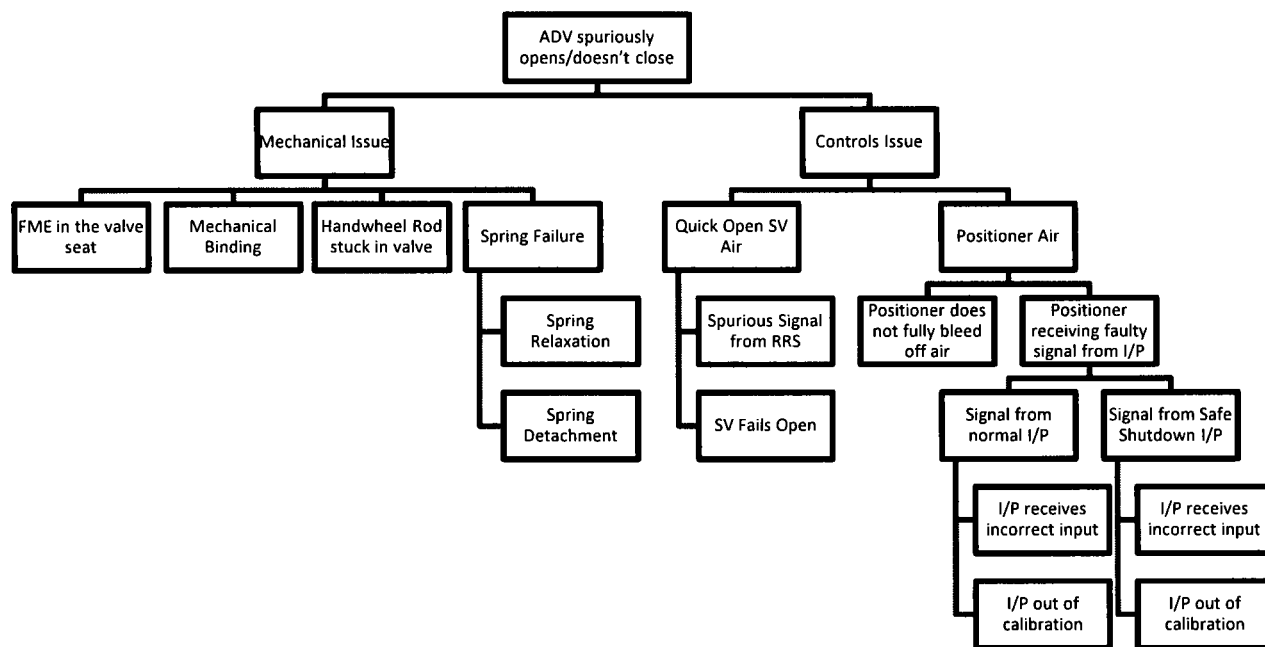 ADV spuriously
opens/doesn't close
Mechanical Issue
Controls Issue
FME in the valve
seat
Mechanical
Binding
Handwheel Rod
stuck in valve
Spring Failure
Quick Open SV
Air
Positioner Air
Spring
Relaxation
Spurious Signal
from RRS
Positioner does
not fully bleed
off air
Positioner
receiving faulty
signal from I/P
Spring
Detachment
SV Fails Open
Signal from
normal I/P
Signal from Safe
Shutdown I/P
I/P receives
incorrect input
I/P receives
incorrect input
I/P out of
calibration
I/P out of
calibration